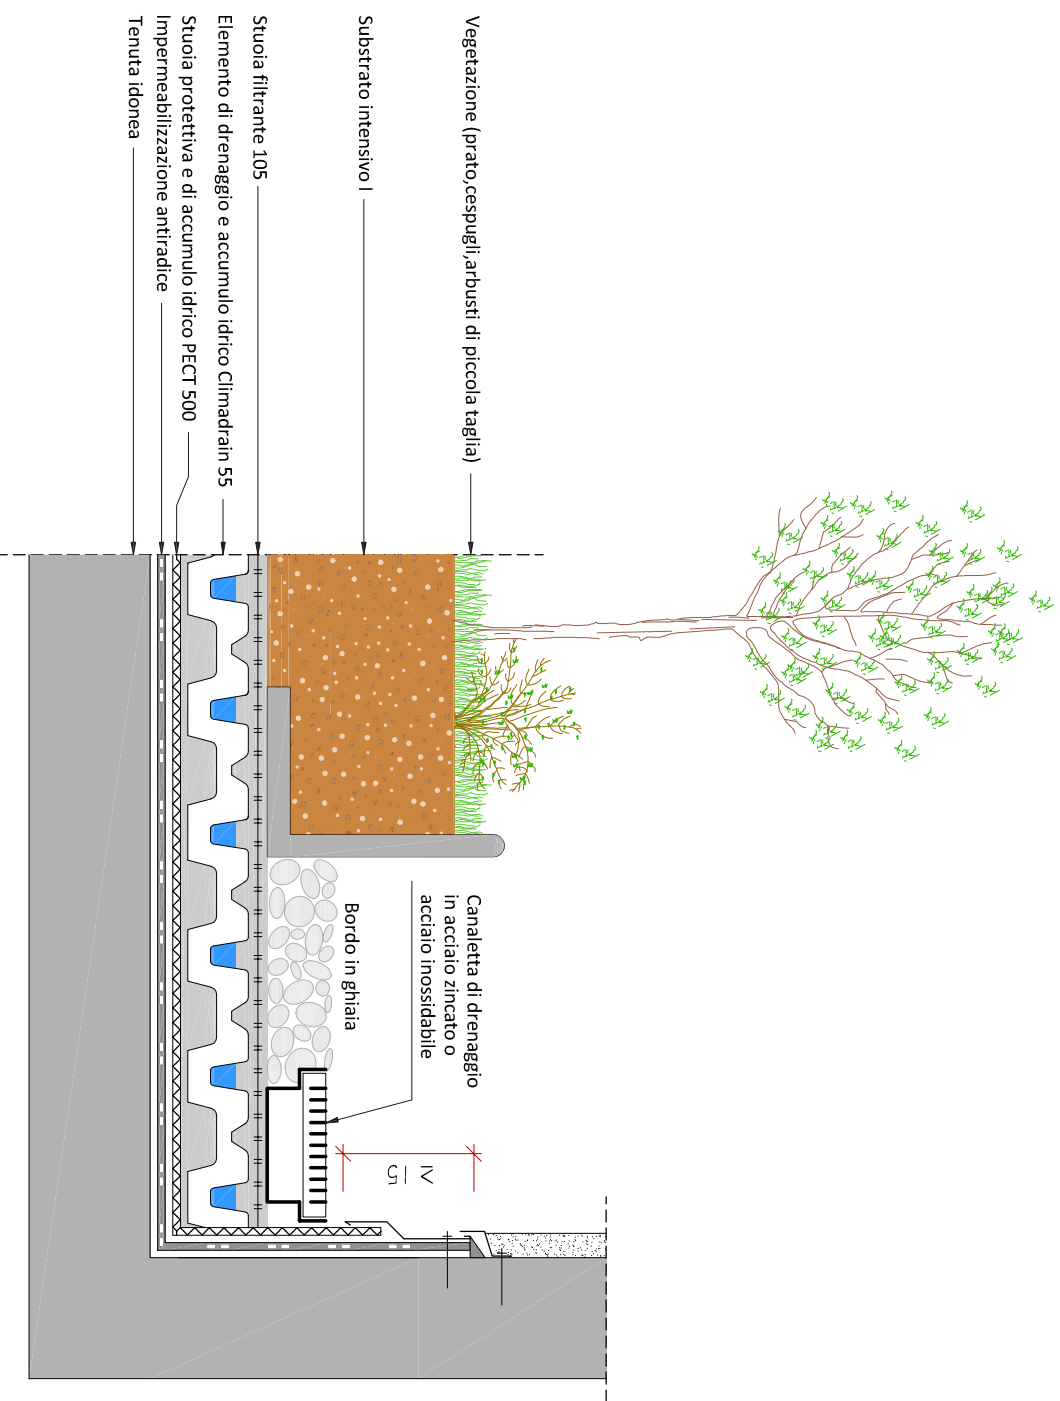 Vegetazione (prato,cespugli,arbusti di piccola taglia)
Substrato intensivo I
Stuoia filtrante 105
Elemento di drenaggio e accumulo idrico Climadrain 55
Stuoia protettiva e di accumulo idrico PECT 500
Impermeabilizzazione antiradice
Tenuta idonea
Canaletta di drenaggio
in acciaio zincato o
acciaio inossidabile
Bordo in ghiaia
≥ 15